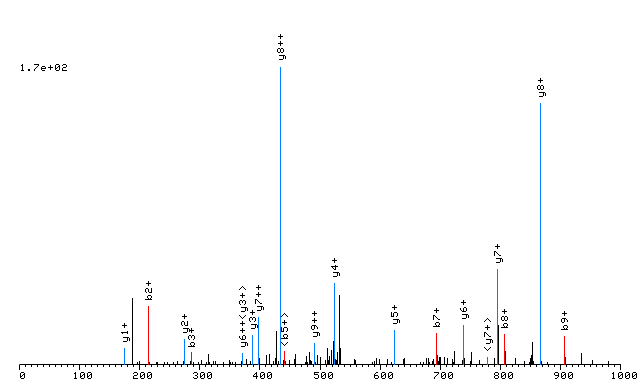 1.7e+02
y1+
b2+
y2+
b3+
y6++<y3+>
y3+
y7++
y8++
<b5+>
y9++
y4+
y5+
b7+
y6+
<y7+>
y7+
b8+
y8+
b9+
0 100 200 300 400 500 600 700 800 900 1000